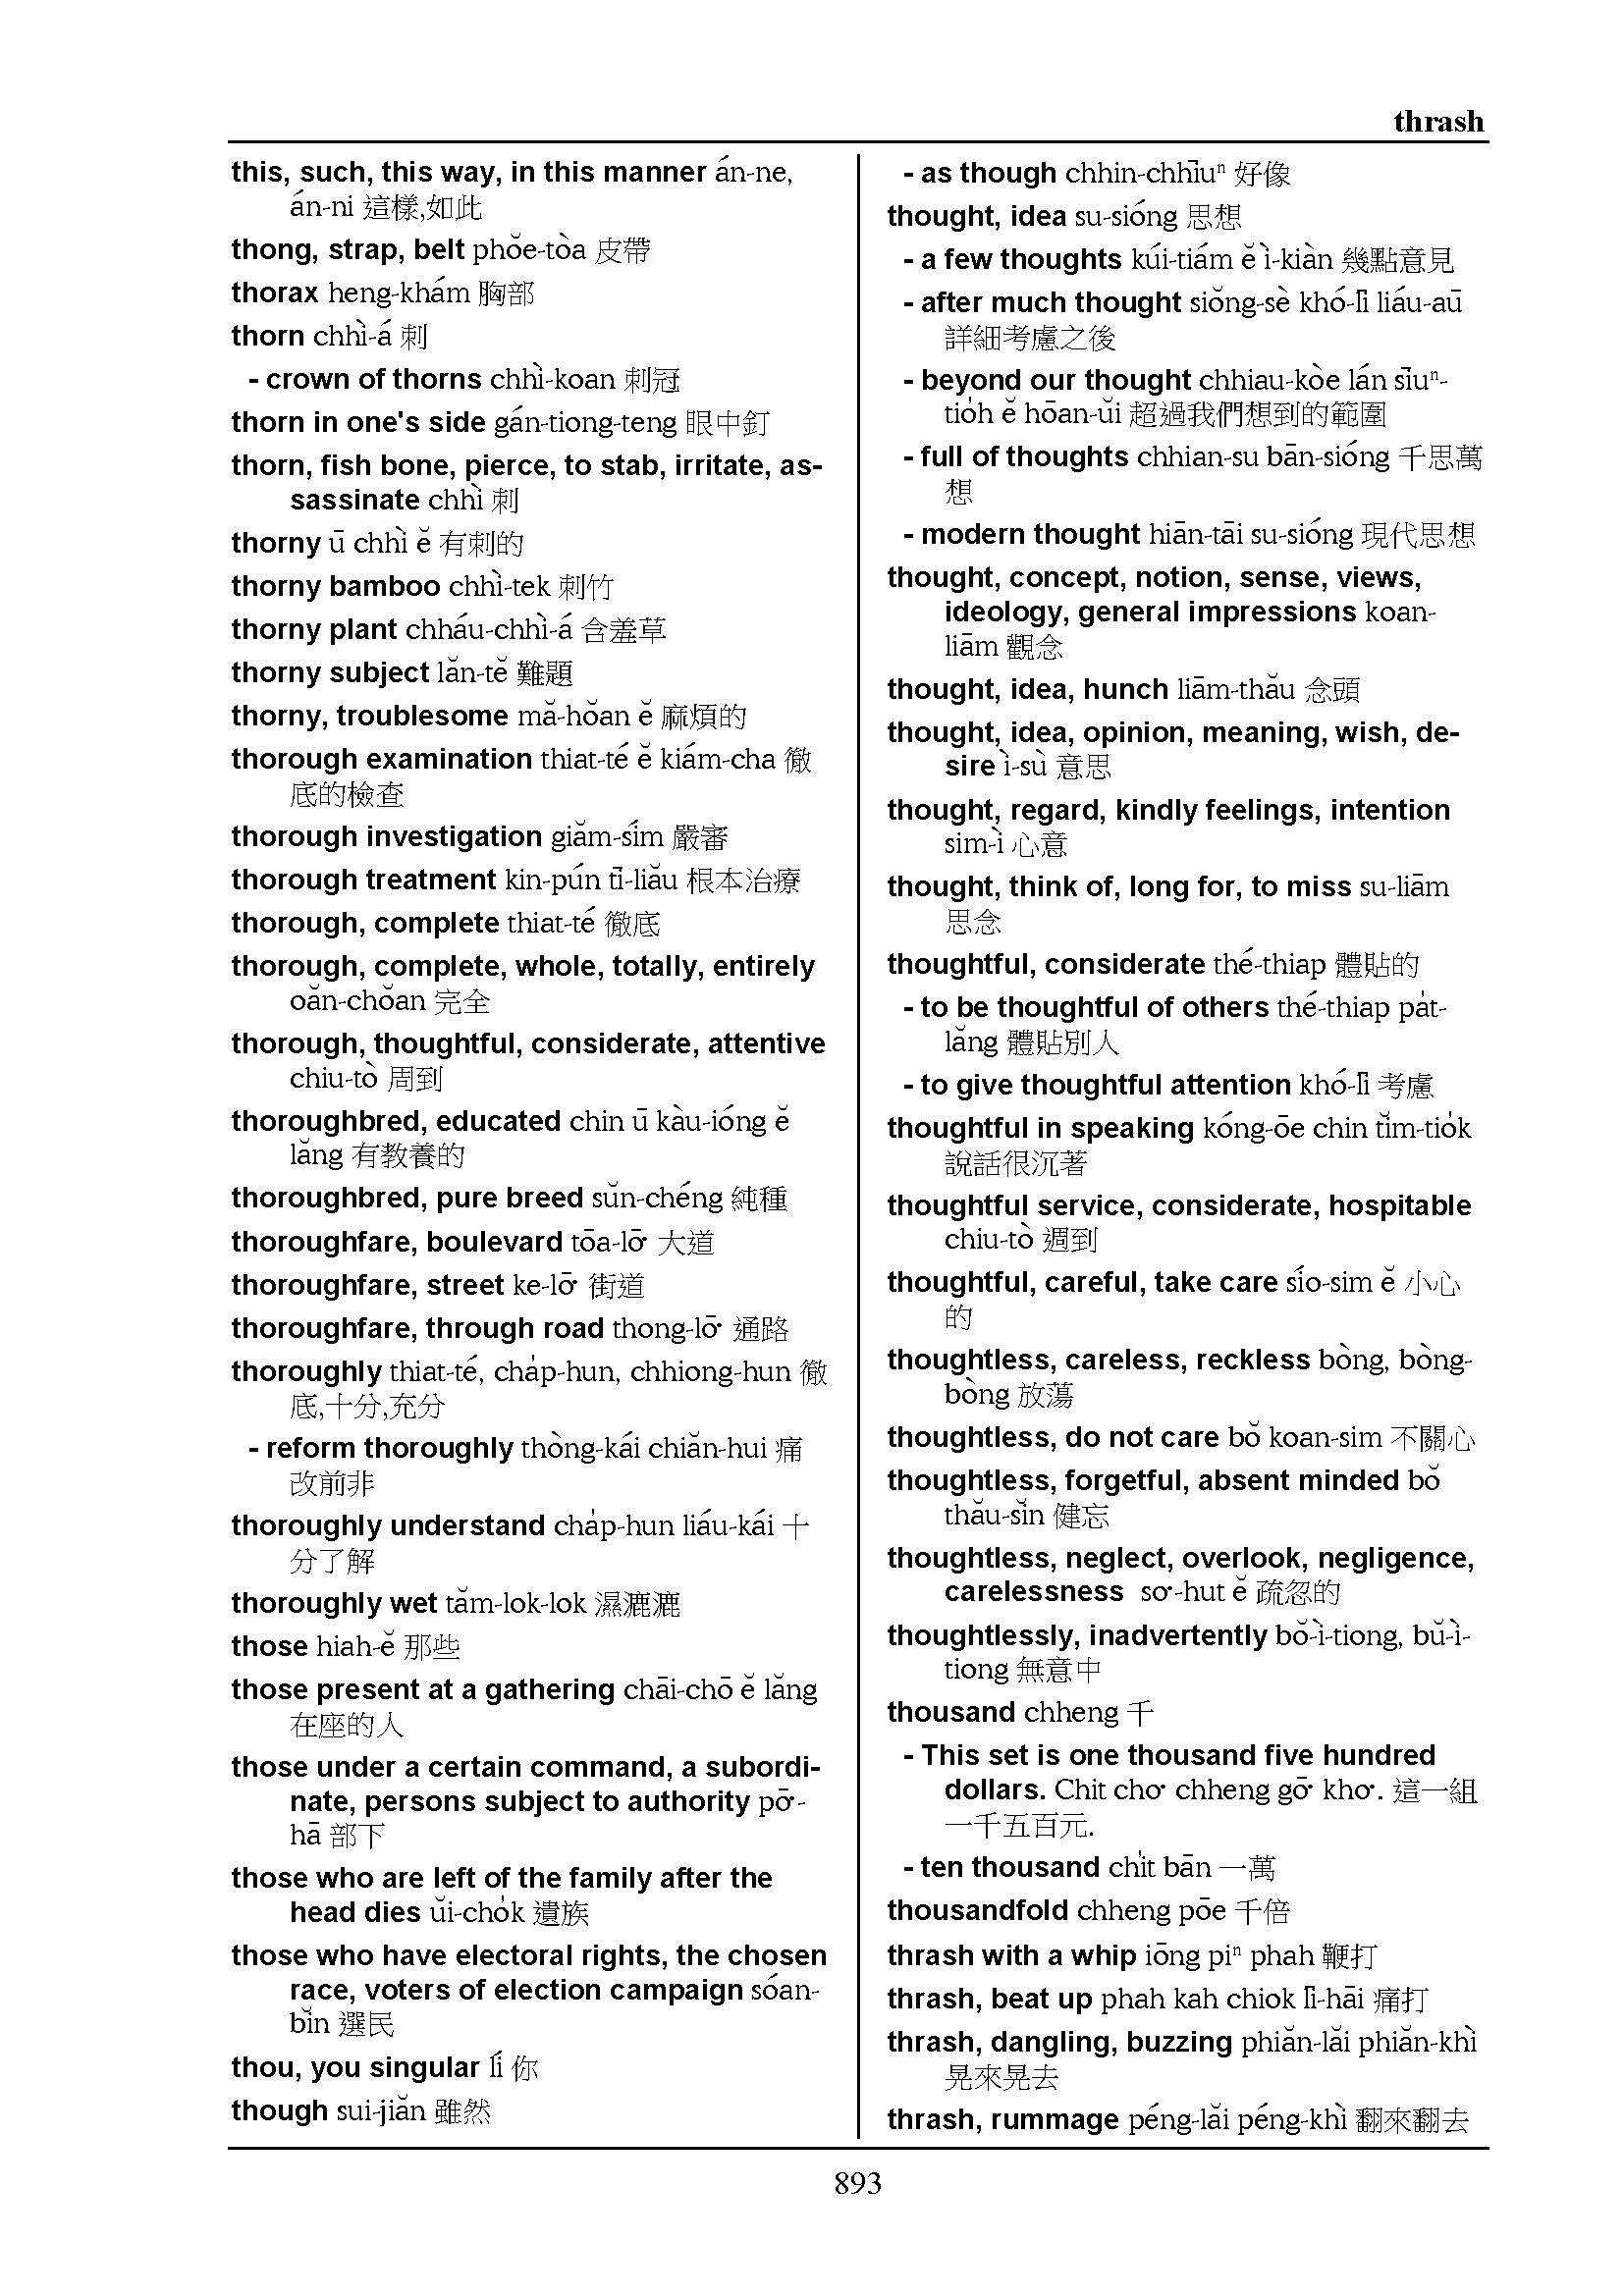 thrash
this, such, this way, in this manner án-ne,
án-ni 這樣,如此
thong, strap, belt phŏe-tòa 皮帶
thorax heng-khám 胸部
thorn chhì-á 刺
- crown of thorns chhì-koan 刺冠
thorn in one's side gán-tiong-teng 眼中釘
thorn, fish bone, pierce, to stab, irritate, as-
sassinate chhì 刺
thorny ū chhì ĕ 有刺的
thorny bamboo chhì-tek 刺竹
thorny plant chháu-chhì-á 含羞草
thorny subject lăn-tĕ 難題
thorny, troublesome mă-hŏan ĕ 麻煩的
thorough examination thiat-té ĕ kiám-cha 徹
底的檢查
thorough investigation giăm-sím 嚴審
thorough treatment kin-pún tī-liău 根本治療
thorough, complete thiat-té 徹底
thorough, complete, whole, totally, entirely
oăn-chŏan 完全
thorough, thoughtful, considerate, attentive
chiu-tò 周到
thoroughbred, educated chin ū kàu-ióng ĕ
lăng 有教養的
thoroughbred, pure breed sŭn-chéng 純種
thoroughfare, boulevard tōa-lō͘ 大道
thoroughfare, street ke-lō͘ 街道
thoroughfare, through road thong-lō͘ 通路
thoroughly thiat-té, cha̍p-hun, chhiong-hun 徹
底,十分,充分
- reform thoroughly thòng-kái chiăn-hui 痛
改前非
thoroughly understand cha̍p-hun liáu-kái 十
分了解
thoroughly wet tăm-lok-lok 濕漉漉
those hiah-ĕ 那些
those present at a gathering chāi-chō ĕ lăng
在座的人
those under a certain command, a subordi-
nate, persons subject to authority pō͘-
hā 部下
those who are left of the family after the
head dies ŭi-cho̍k 遺族
those who have electoral rights, the chosen
race, voters of election campaign sóan-
bĭn 選民
thou, you singular lí 你
though sui-jiăn 雖然
- as though chhin-chhīuⁿ 好像
thought, idea su-sióng 思想
- a few thoughts kúi-tiám ĕ ì-kiàn 幾點意見
- after much thought siŏng-sè khó-lī liáu-aū
詳細考慮之後
- beyond our thought chhiau-kòe lán sīuⁿ-
tio̍h ĕ hōan-ŭi 超過我們想到的範圍
- full of thoughts chhian-su bān-sióng 千思萬
想
- modern thought hiān-tāi su-sióng 現代思想
thought, concept, notion, sense, views,
ideology, general impressions koan-
liām 觀念
thought, idea, hunch liām-thău 念頭
thought, idea, opinion, meaning, wish, de-
sire ì-sù 意思
thought, regard, kindly feelings, intention
sim-ì 心意
thought, think of, long for, to miss su-liām
思念
thoughtful, considerate thé-thiap 體貼的
- to be thoughtful of others thé-thiap pa̍t-
lăng 體貼別人
- to give thoughtful attention khó-lī 考慮
thoughtful in speaking kóng-ōe chin tĭm-tio̍k
說話很沉著
thoughtful service, considerate, hospitable
chiu-tò 週到
thoughtful, careful, take care sío-sim ĕ 小心
的
thoughtless, careless, reckless bòng, bòng-
bòng 放蕩
thoughtless, do not care bŏ koan-sim 不關心
thoughtless, forgetful, absent minded bŏ
thău-sĭn 健忘
thoughtless, neglect, overlook, negligence,
carelessness so͘-hut ĕ 疏忽的
thoughtlessly, inadvertently bŏ-ì-tiong, bŭ-ì-
tiong 無意中
thousand chheng 千
- This set is one thousand five hundred
dollars. Chit cho͘ chheng gō͘ kho͘. 這一組
一千五百元.
- ten thousand chi̍t bān 一萬
thousandfold chheng pōe 千倍
thrash with a whip iōng piⁿ phah 鞭打
thrash, beat up phah kah chiok lī-hāi 痛打
thrash, dangling, buzzing phiăn-lăi phiăn-khì
晃來晃去
thrash, rummage péng-lăi péng-khì 翻來翻去
893